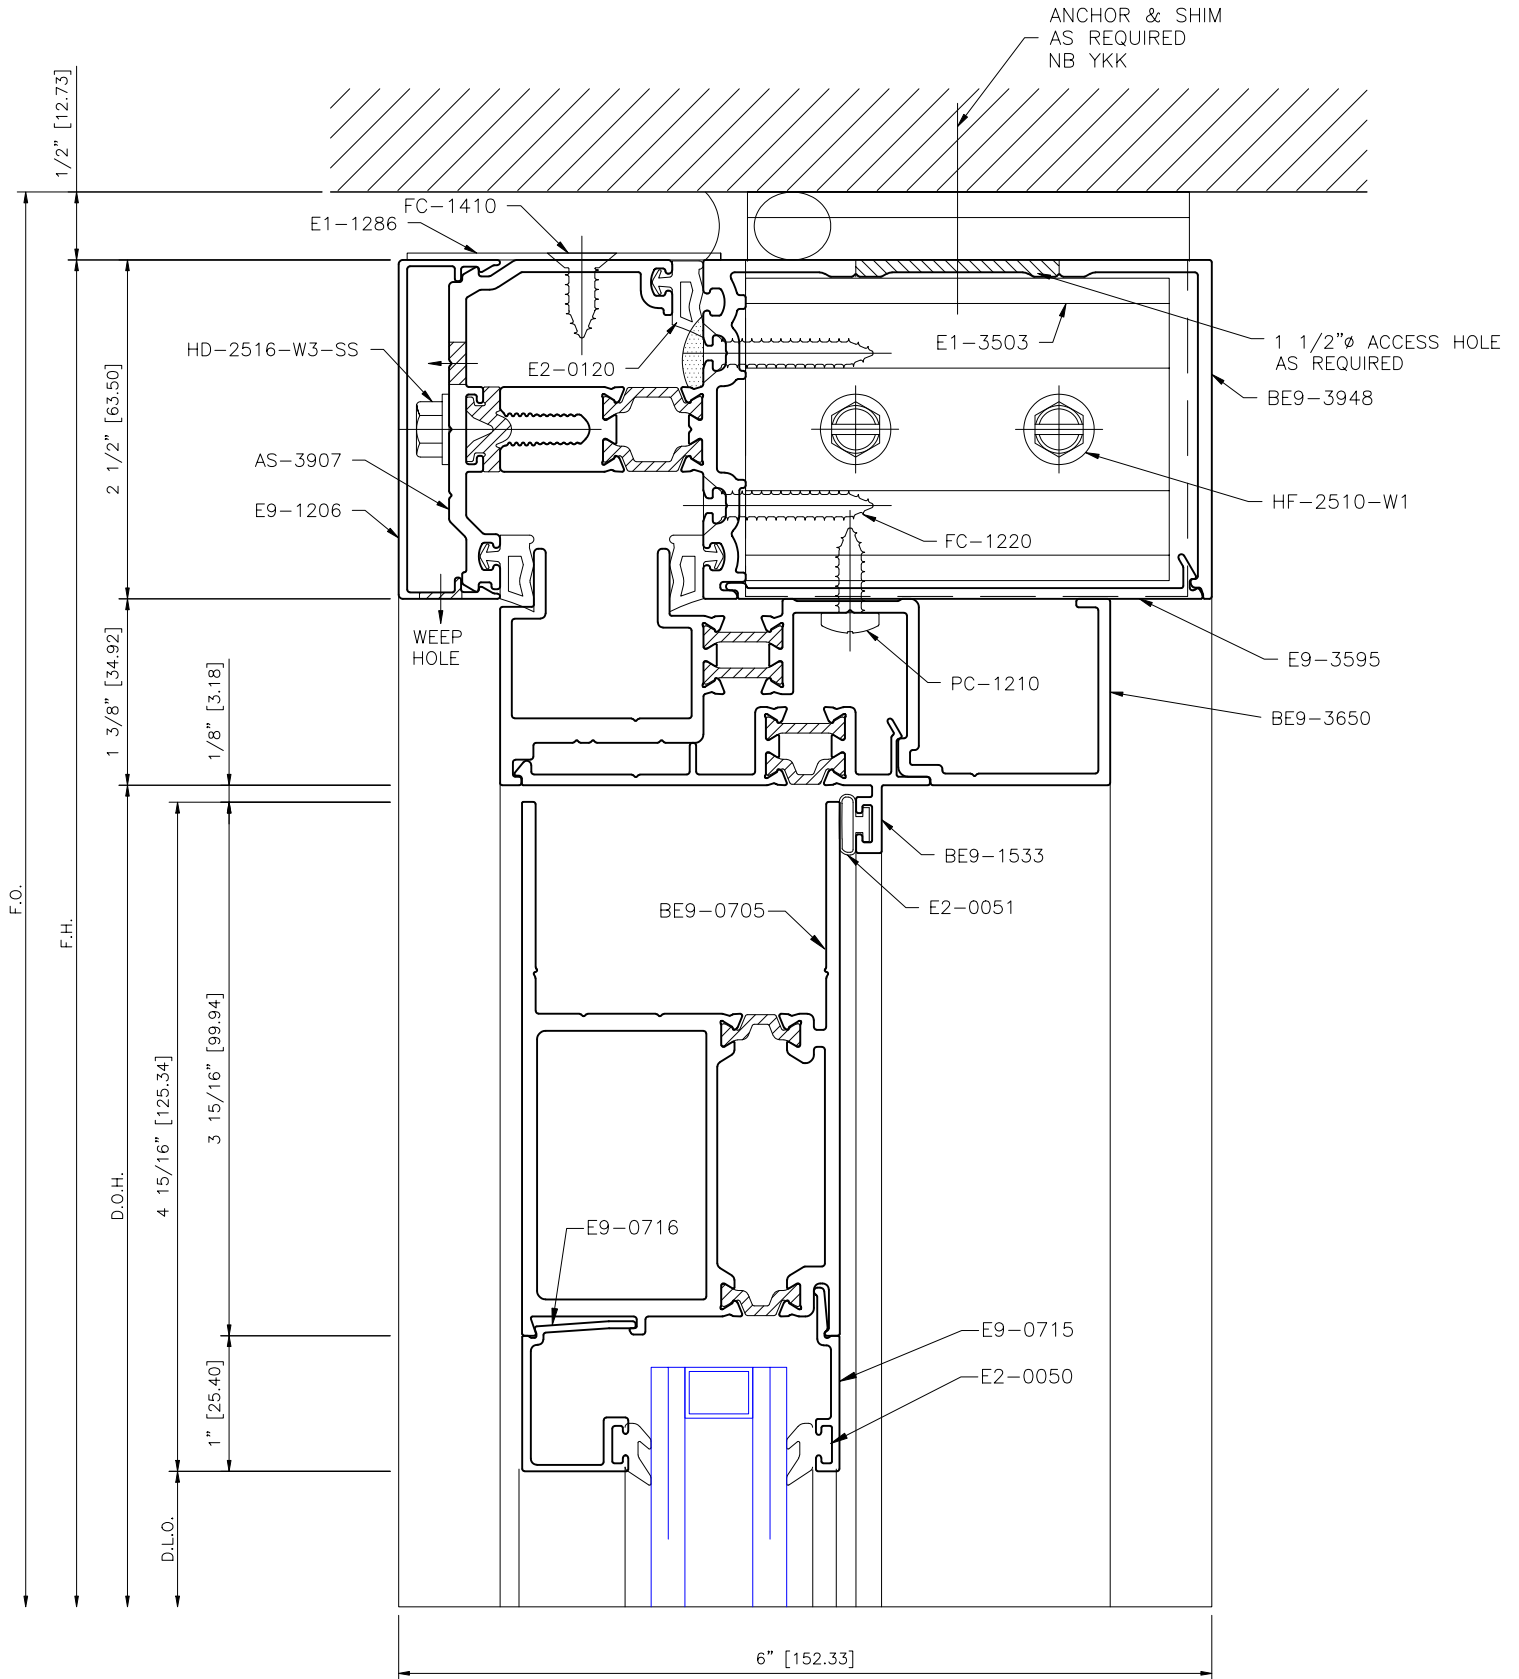 ANCHOR & SHIM
AS REQUIRED
NB YKK
1/2" [12.73]
FC-1410
E1-1286
HD-2516-W3-SS
E2-0120
E1-3503
1 1/2"ø ACCESS HOLE
AS REQUIRED
BE9-3948
2 1/2" [63.50]
AS-3907
E9-1206
HF-2510-W1
FC-1220
WEEP
HOLE
E9-3595
PC-1210
BE9-3650
1 3/8" [34.92]
1/8" [3.18]
BE9-1533
E2-0051
BE9-0705
F.O.
F.H.
D.O.H.
4 15/16" [125.34]
3 15/16" [99.94]
E9-0716
E9-0715
E2-0050
1" [25.40]
D.L.O.
6" [152.33]